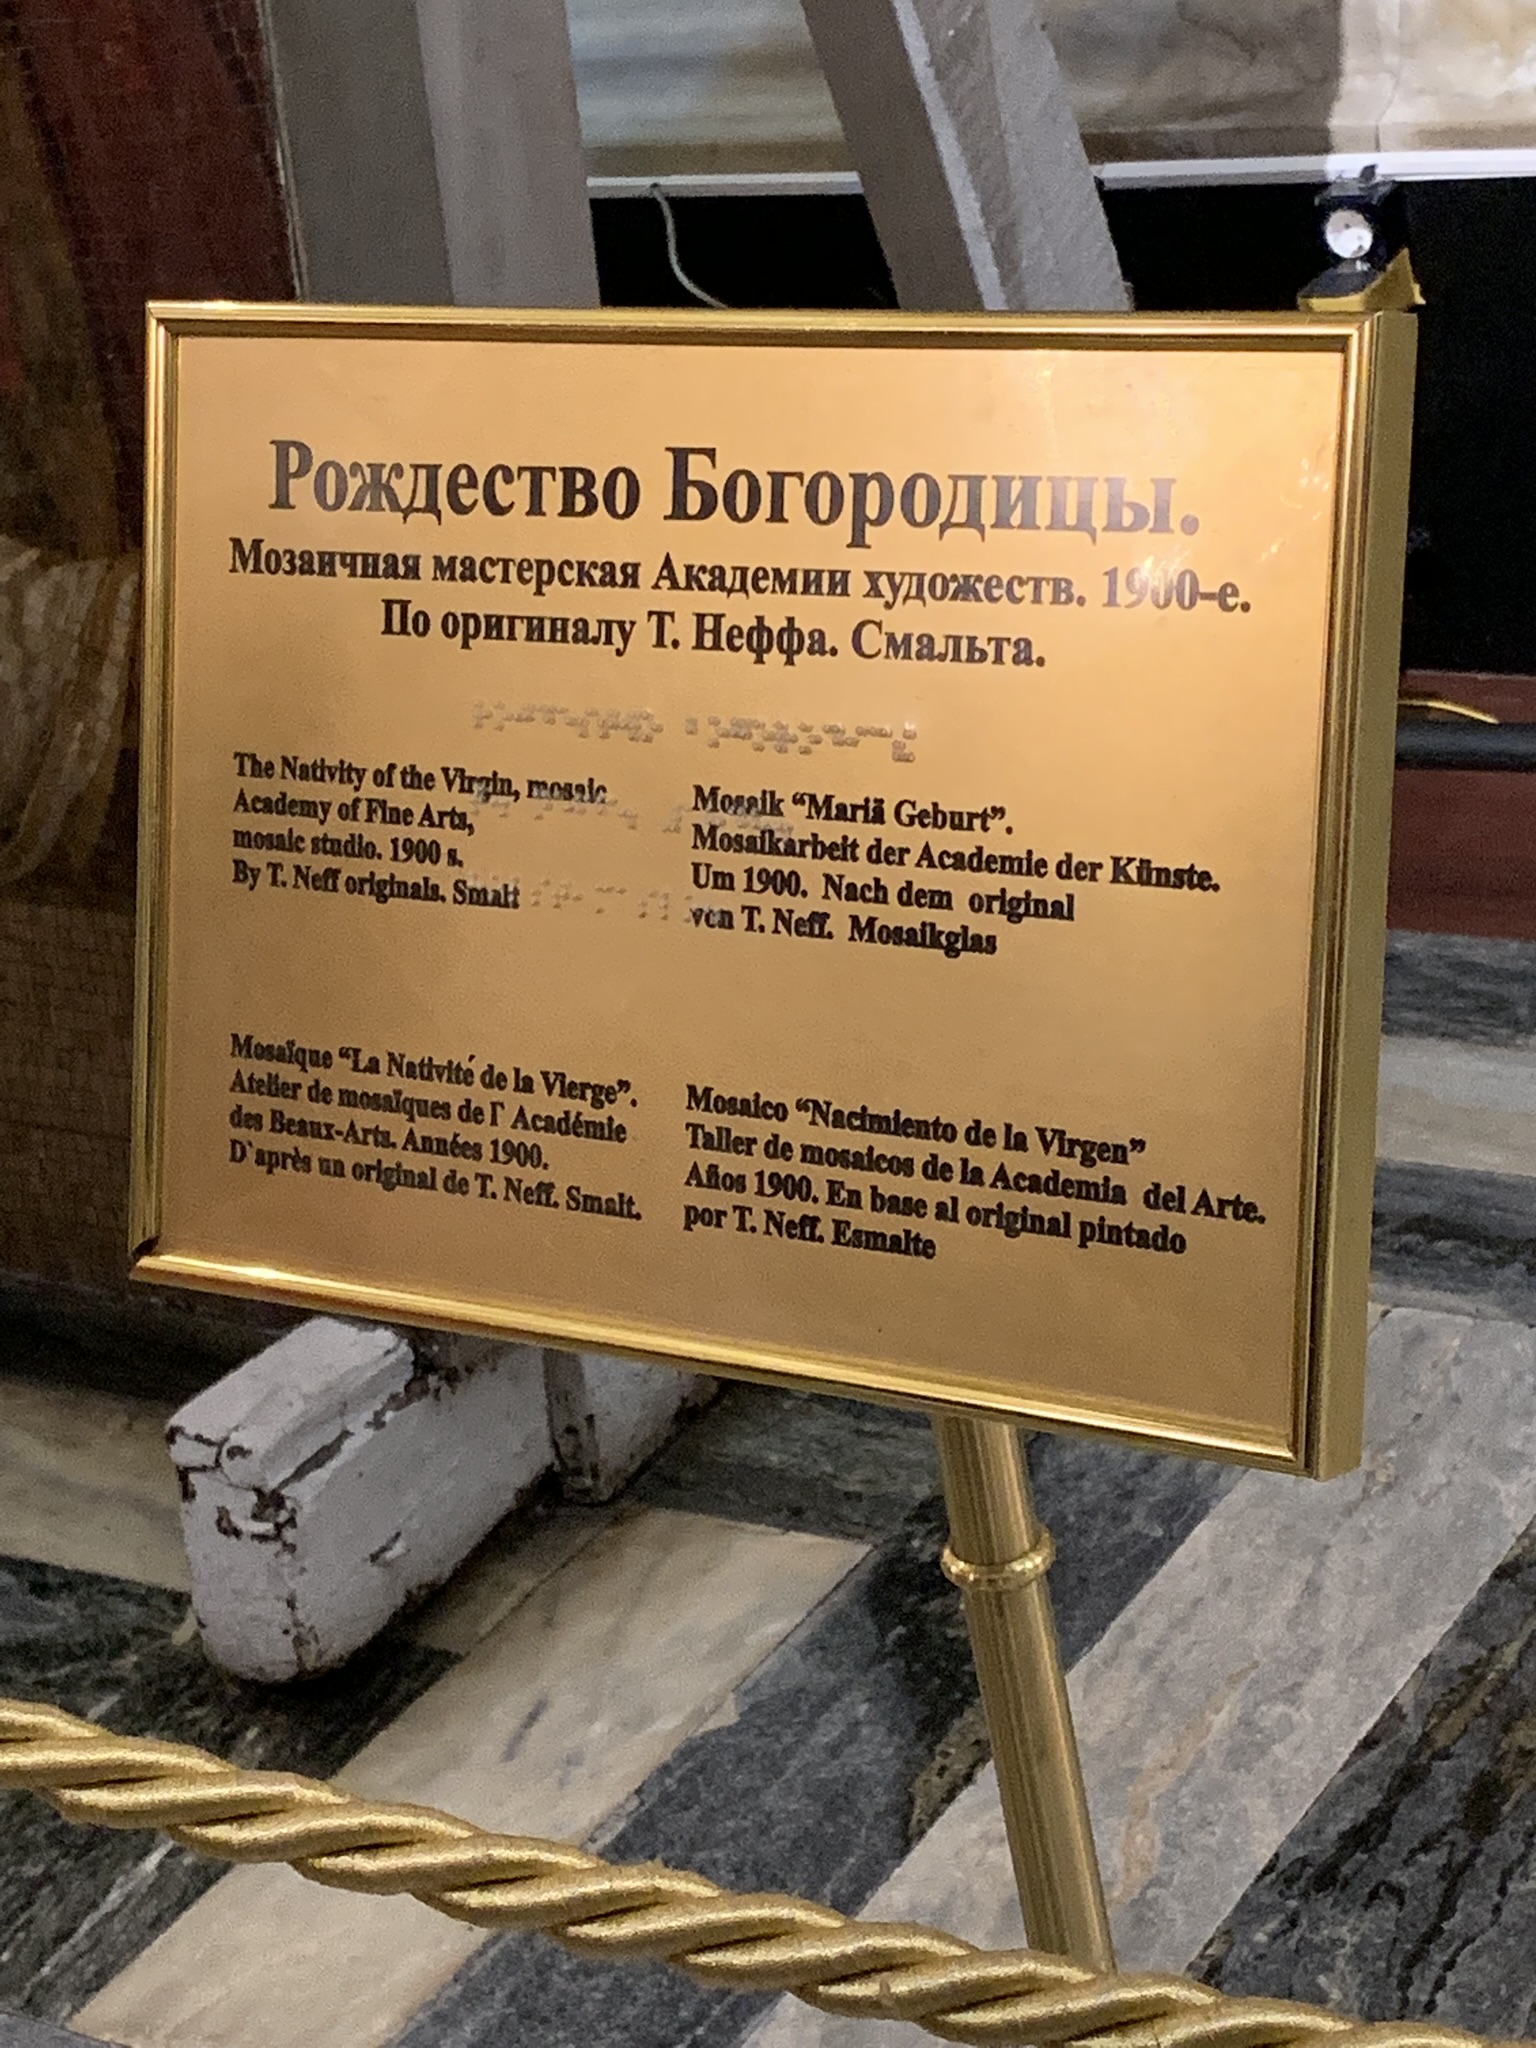 Рождество Богородицы.
Мозаичная мастерская Академии художеств. 1900-е.
По оригиналу Т. Неффа. Смальта.
The Nativity of the Virgin, mosaic
Academy of Fine Arts,
mosaic studio. 1900 s.
By T. Neff originals. Smalt
Mosaik “Mariä Geburt”.
Mosaikarbeit der Academie der Künste.
Um 1900. Nach dem original
von T. Neff. Mosaikglas
Mosaïque “La Nativité de la Vierge”.
Atelier de mosaïques de l' Académie
des Beaux-Arts. Années 1900.
D`après un original de T. Neff. Smalt.
Mosaico “Nacimiento de la Virgen”
Taller de mosaicos de la Academia del Arte.
Años 1900. En base al original pintado
por T. Neff. Esmalte